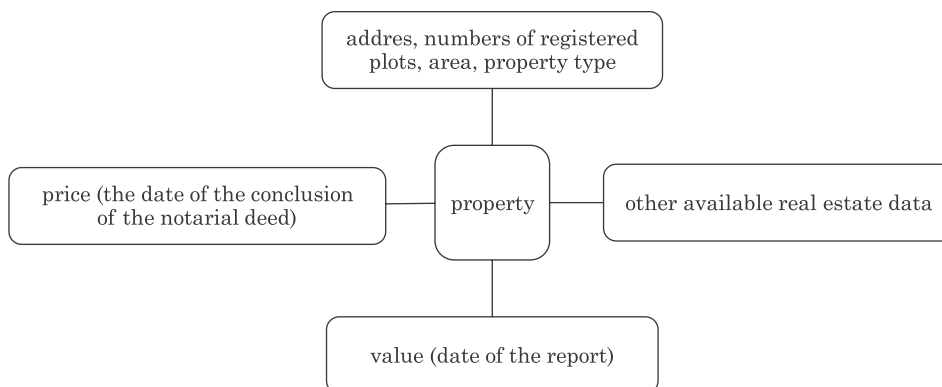 addres, numbers of registered
plots, area, property type
price (the date of the conclusion
of the notarial deed)
property
other available real estate data
value (date of the report)